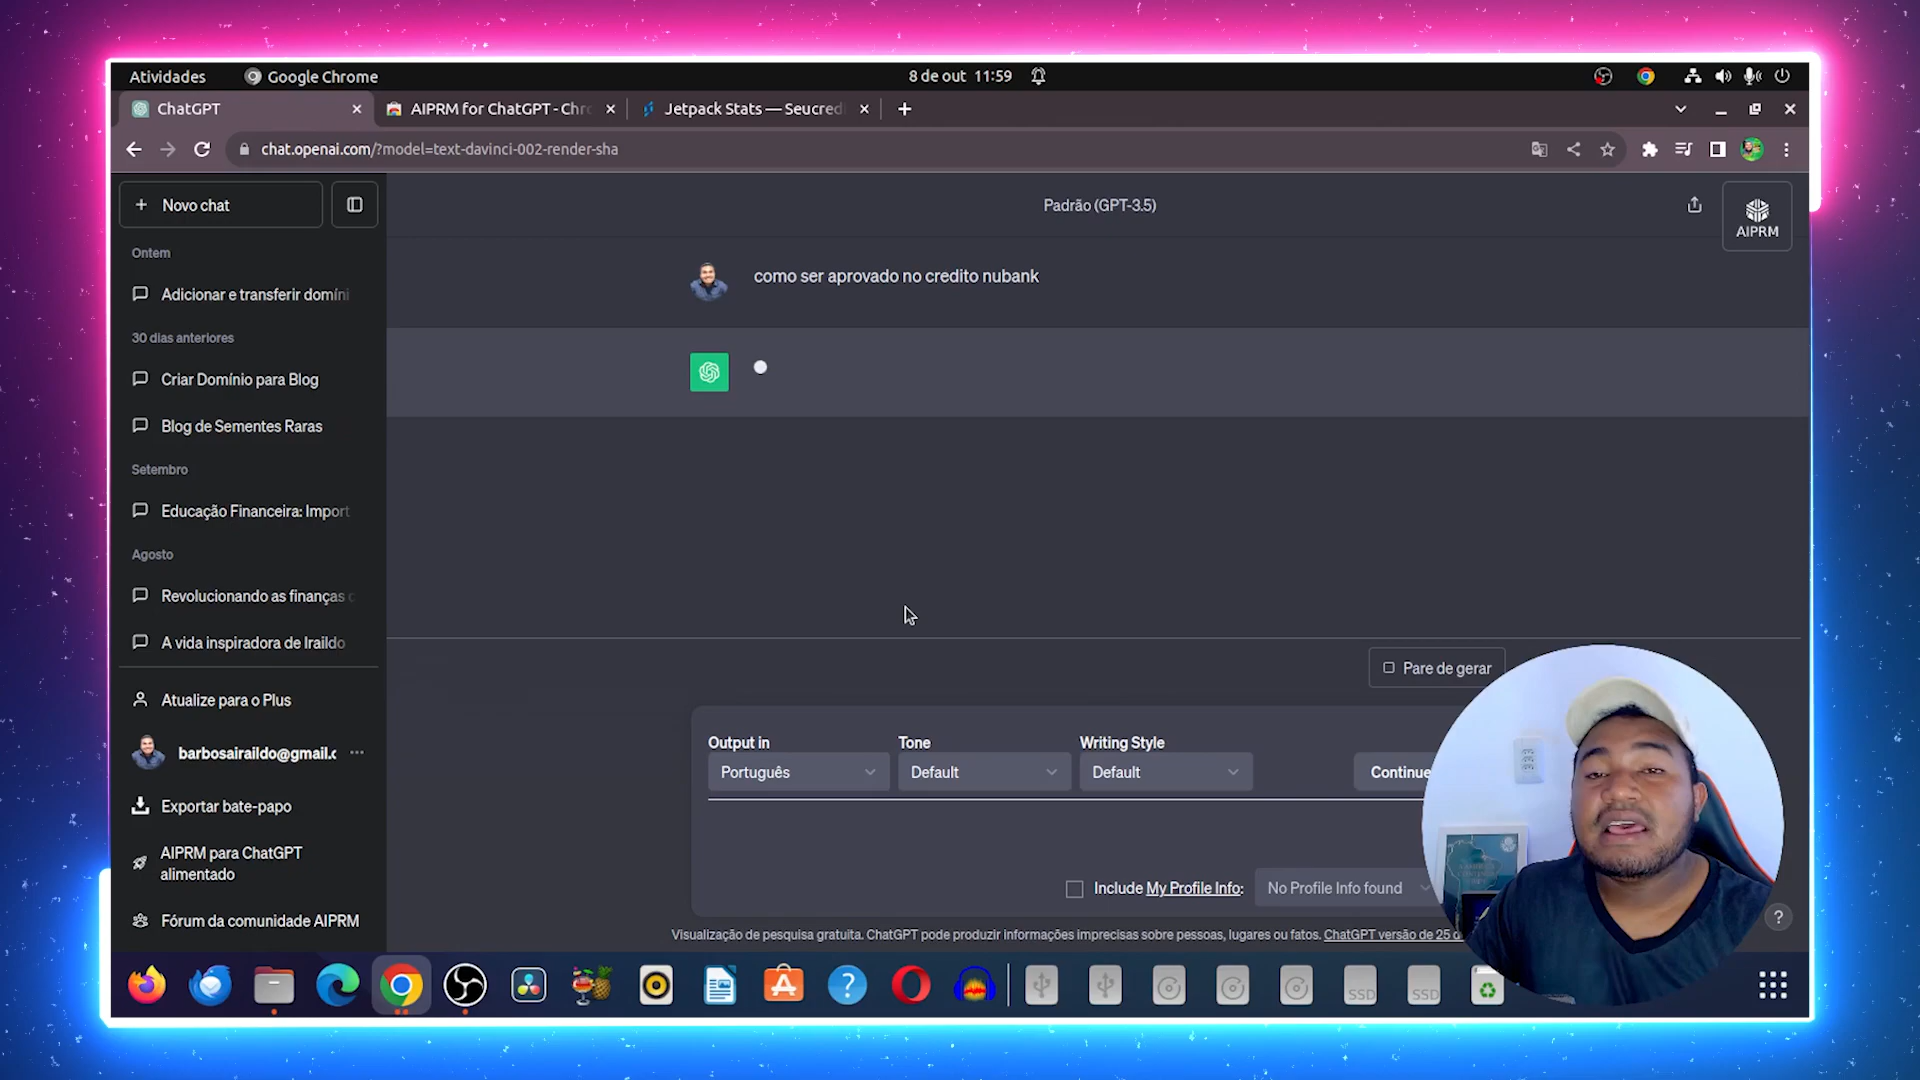 Atividades
Google Chrome
8 de out 11:59
ChatGPT
AIPRM for ChatGPT - Chr
Jetpack Stats — Seucred
chat.openai.com/?model=text-davinci-002-render-sha
Novo chat
Padrão (GPT-3.5)
AIPRM
Ontem
Adicionar e transferir domíni
30 dias anteriores
Criar Domínio para Blog
Blog de Sementes Raras
Setembro
Educação Financeira: Import
Agosto
Revolucionando as finanças c
A vida inspiradora de Iraildo
Atualize para o Plus
barbosairaildo@gmail.c
Exportar bate-papo
AIPRM para ChatGPT
alimentado
Fórum da comunidade AIPRM
como ser aprovado no credito nubank
Pare de gerar
Output in
Tone
Writing Style
Português
Default
Default
Continue
Include My Profile Info:
No Profile Info found
?
Visualização de pesquisa gratuita. ChatGPT pode produzir informações imprecisas sobre pessoas, lugares ou fatos. ChatGPT versão de 25 d
SSD
SSD